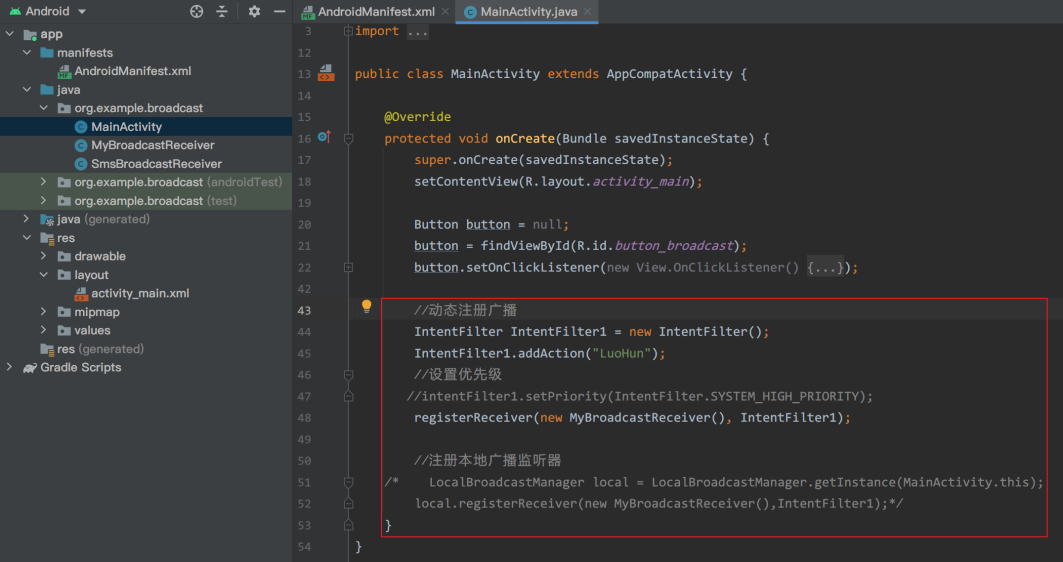 Android
AndroidManifest.xml
MainActivity.java
app
manifests
AndroidManifest.xml
java
org.example.broadcast
MainActivity
MyBroadcastReceiver
SmsBroadcastReceiver
org.example.broadcast (androidTest)
org.example.broadcast (test)
java (generated)
res
drawable
layout
activity_main.xml
mipmap
values
res (generated)
Gradle Scripts
3 import ...
12
13 public class MainActivity extends AppCompatActivity {
14
15 @Override
16 protected void onCreate(Bundle savedInstanceState) {
17 super.onCreate(savedInstanceState);
18 setContentView(R.layout.activity_main);
19
20 Button button = null;
21 button = findViewById(R.id.button_broadcast);
22 button.setOnClickListener(new View.OnClickListener() {...});
42
43 //动态注册广播
44 IntentFilter IntentFilter1 = new IntentFilter();
45 IntentFilter1.addAction("LuoHun");
46 //设置优先级
47 //intentFilter1.setPriority(IntentFilter.SYSTEM_HIGH_PRIORITY);
48 registerReceiver(new MyBroadcastReceiver(), IntentFilter1);
49
50 //注册本地广播监听器
51 /* LocalBroadcastManager local = LocalBroadcastManager.getInstance(MainActivity.this);
52 local.registerReceiver(new MyBroadcastReceiver(),IntentFilter1);*/
53 }
54 }